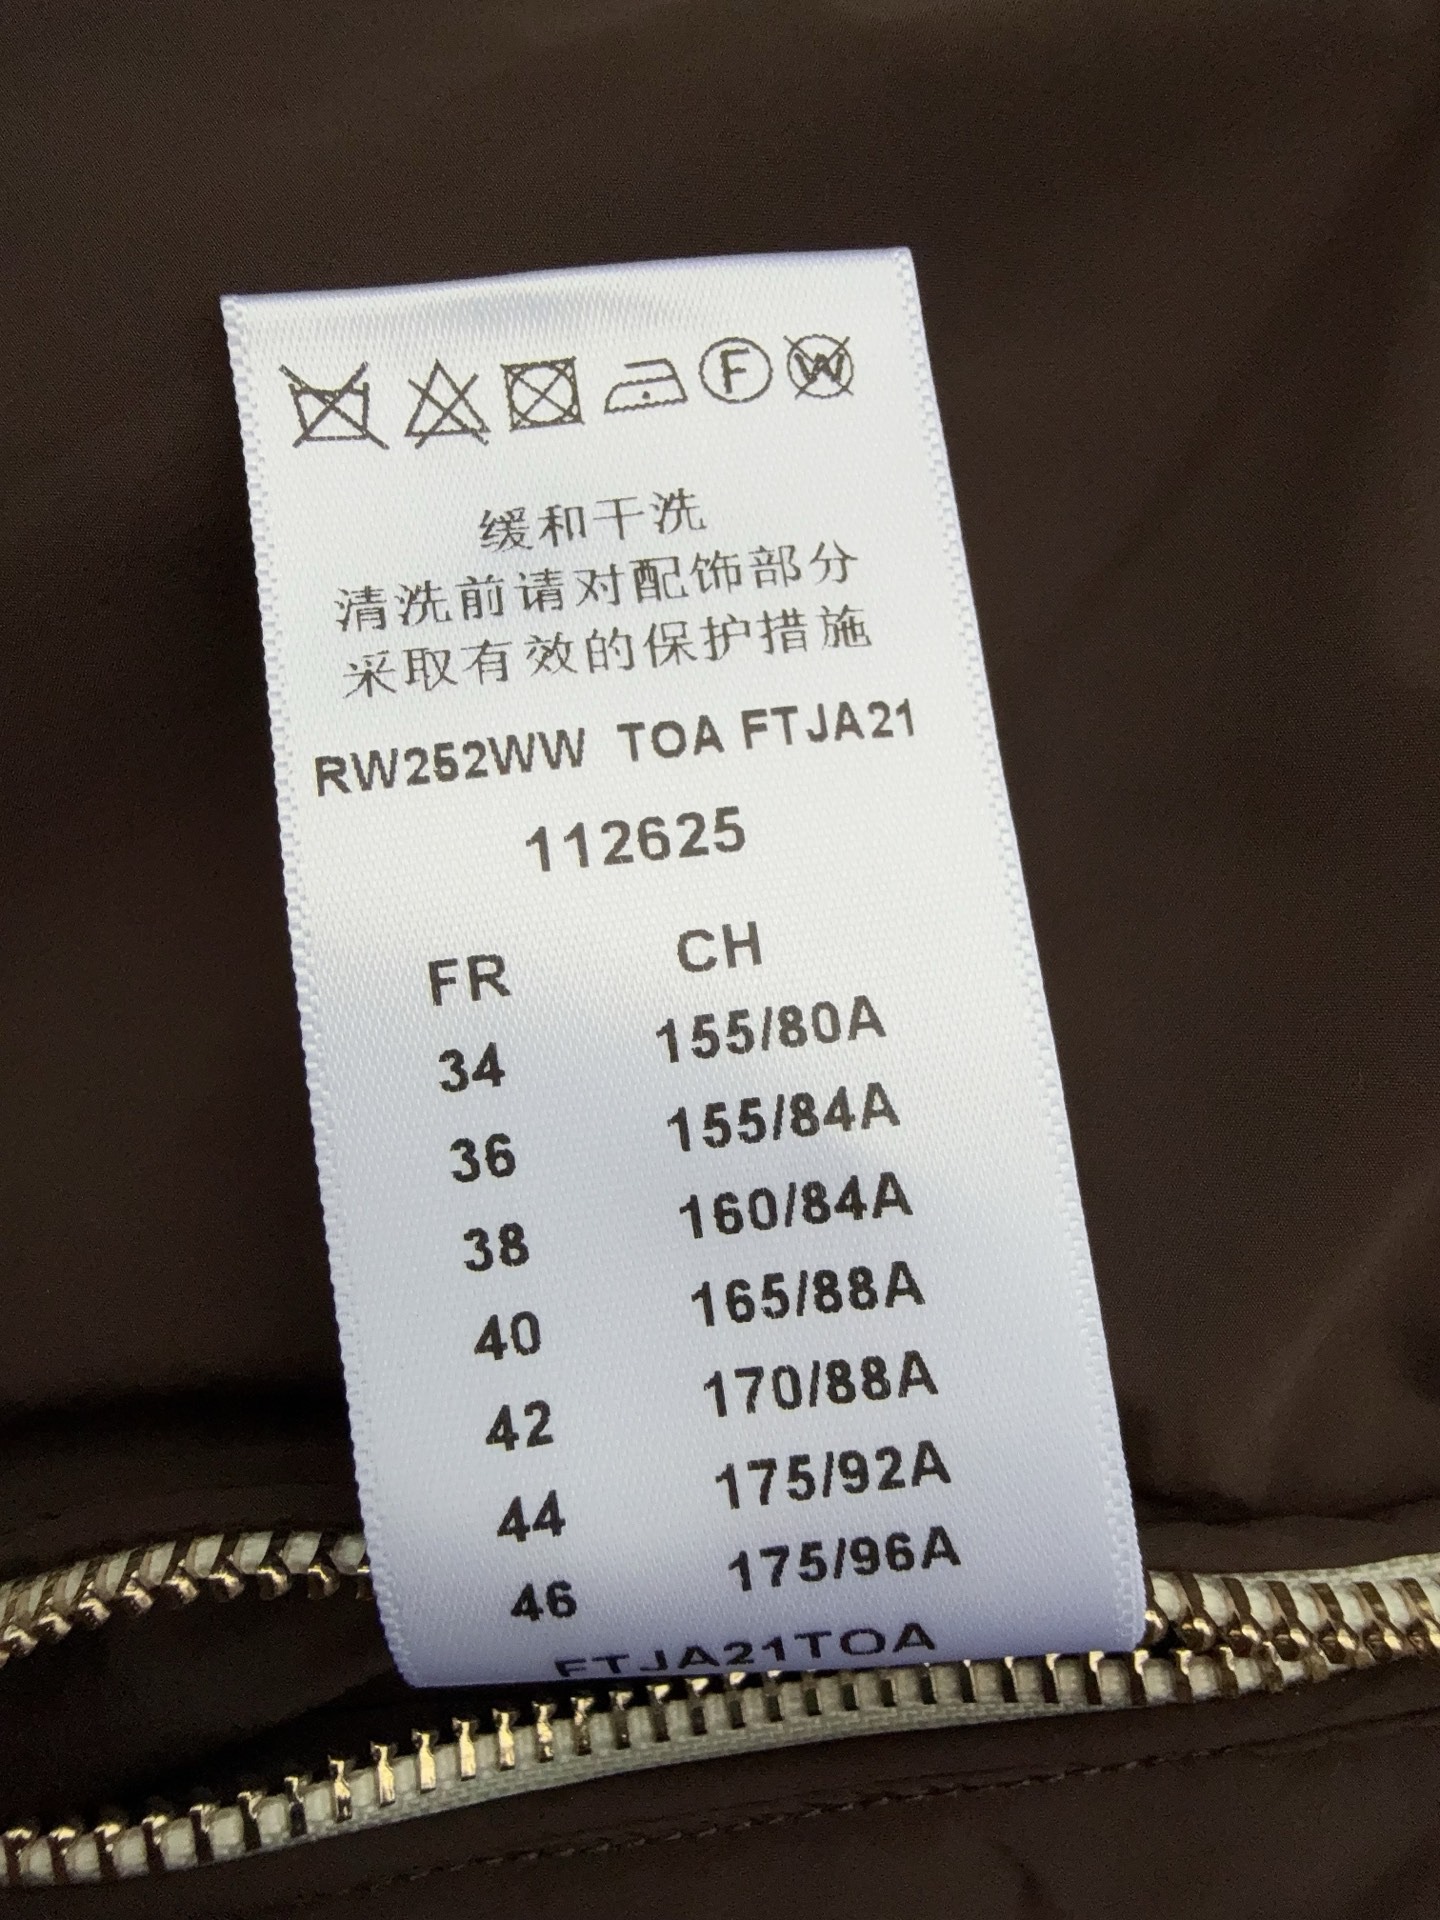 F W
缓和干洗
清洗前请对配饰部分
采取有效的保护措施
RW252WW TOA FTJA21
112625
FR CH
34 155/80A
36 155/84A
38 160/84A
40 165/88A
42 170/88A
44 175/92A
46 175/96A
FTJA21TOA